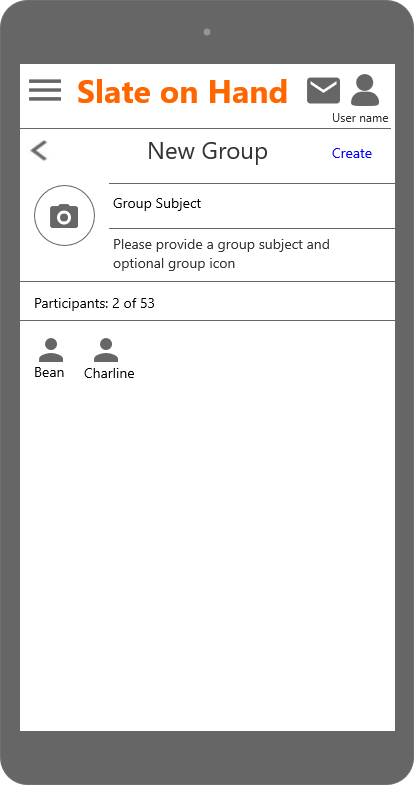 Slate on Hand
User name
New Group
Create
Group Subject
Please provide a group subject and
optional group icon
Participants: 2 of 53
Bean
Charline